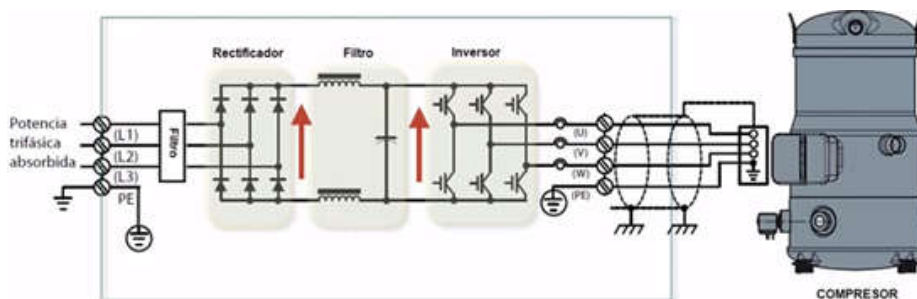 Rectificador
Filtro
Inversor
Potencia
trifásica
absorbida
(L1)
(L2)
(L3)
PE
Filtro
(U)
(V)
(W)
(PE)
COMPRESOR